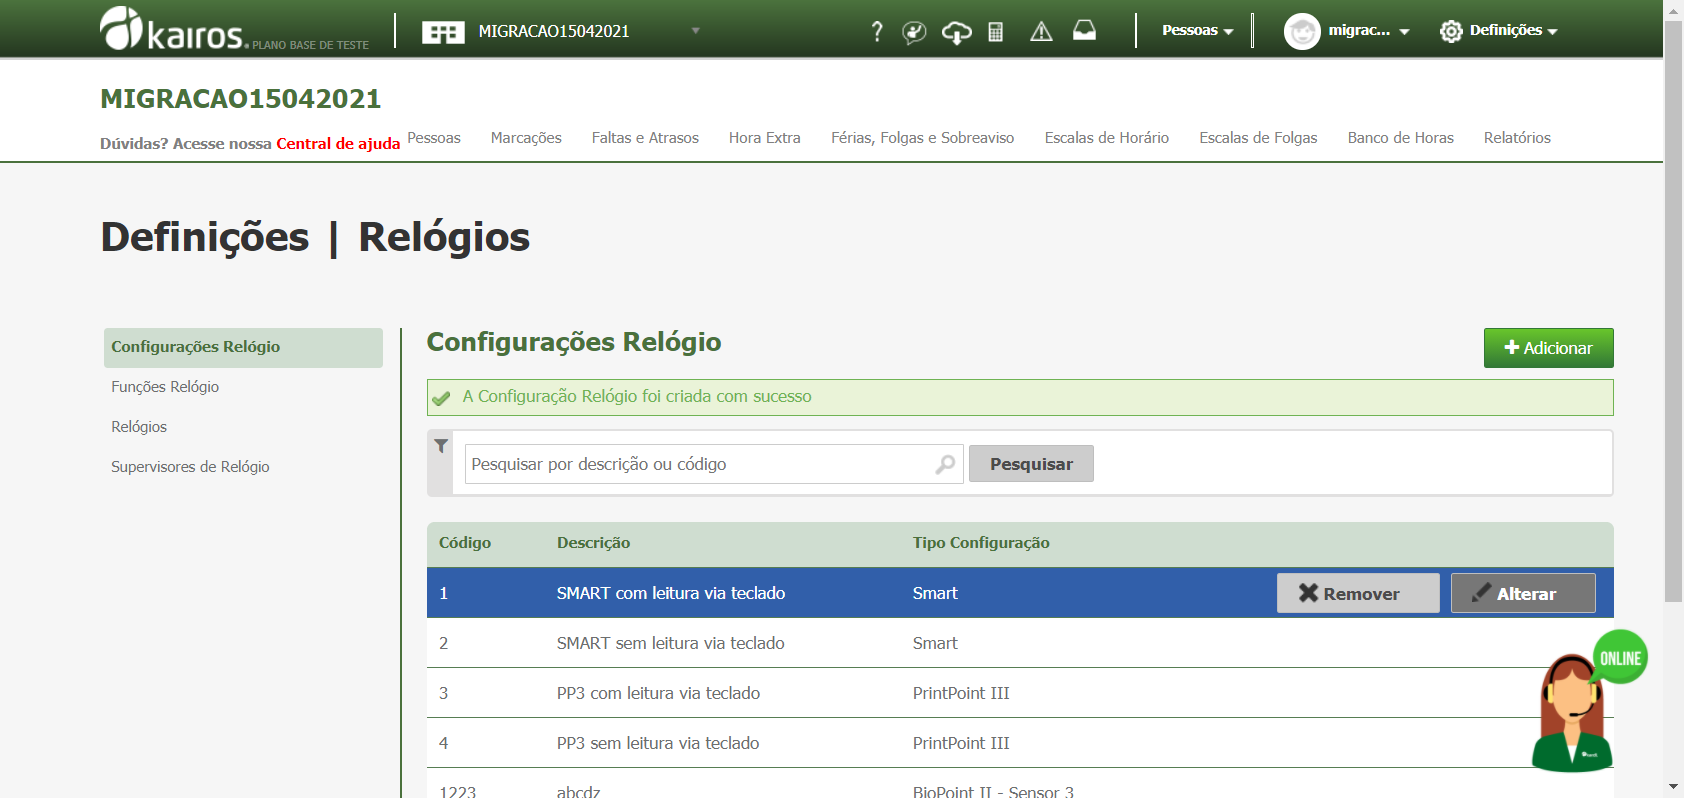 kairos. PLANO BASE DE TESTE
MIGRACAO15042021
?
Pessoas
migrac...
Definições
MIGRACAO15042021
Dúvidas? Acesse nossa Central de ajuda
Pessoas Marcações Faltas e Atrasos Hora Extra Férias, Folgas e Sobreaviso Escalas de Horário Escalas de Folgas Banco de Horas Relatórios
Definições | Relógios
Configurações Relógio
Funções Relógio
Relógios
Supervisores de Relógio
Configurações Relógio
Adicionar
A Configuração Relógio foi criada com sucesso
Pesquisar por descrição ou código
Pesquisar
Código Descrição Tipo Configuração
1 SMART com leitura via teclado Smart Remover Alterar
2 SMART sem leitura via teclado Smart
3 PP3 com leitura via teclado PrintPoint III
4 PP3 sem leitura via teclado PrintPoint III
1223 abcdz BioPoint II - Sensor 3
ONLINE